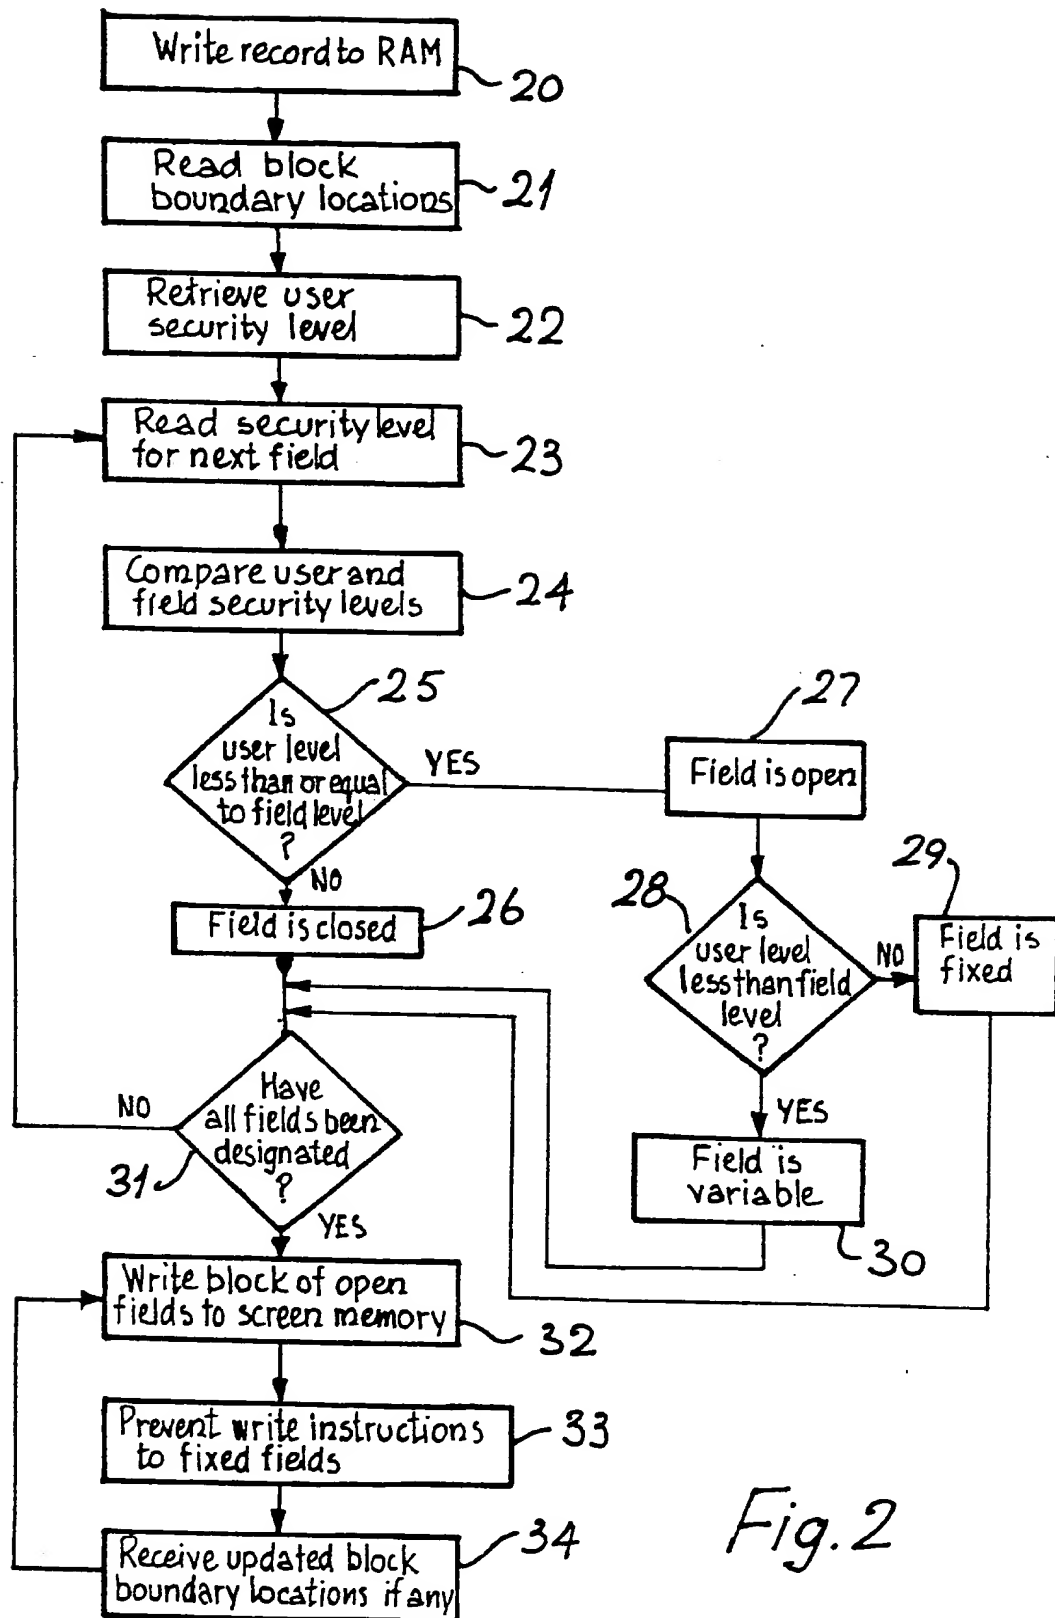 Write record to RAM
20
Read block
boundary locations
21
Retrieve user
security level
22
Read security level
for next field
23
Compare user and
field security levels
24
25
Is
user level
less than or equal
to field level
?
YES
NO
27
Field is open
Field is closed
26
28
Is
user level
less than field
level
?
NO
29
Field is
fixed
YES
Field is
variable
30
Have
all fields been
designated
?
NO
31
YES
Write block of open
fields to screen memory
32
Prevent write instructions
to fixed fields
33
Receive updated block
boundary locations if any
34
Fig. 2